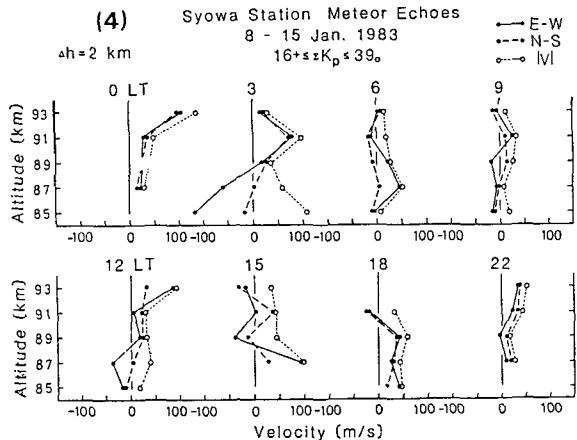 (4)
Syowa Station Meteor Echoes
8 - 15 Jan. 1983
16+≤ΣKp≤39o
Δh=2 km
E-W
N-S
|V|
0 LT 3 6 9
Altitude (km)
93
91
89
87
85
0 100 -100 0 100 -100 0 100 -100 0 100
12 LT 15 18 22
Altitude (km)
93
91
89
87
85
0 100 -100 0 100 -100 0 100 -100 0 100
Velocity (m/s)